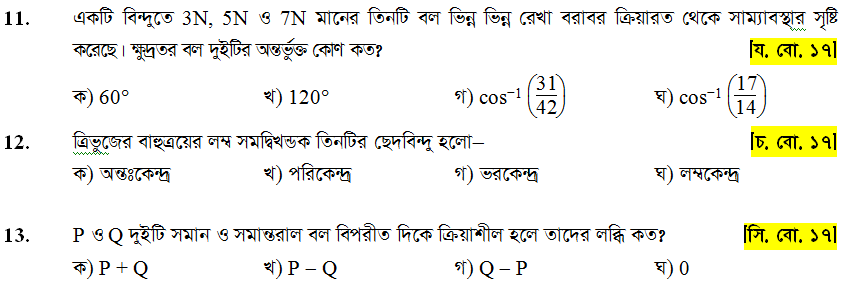 11. একটি বিন্দুতে 3N, 5N ও 7N মানের তিনটি বল ভিন্ন ভিন্ন রেখা বরাবর ক্রিয়ারত থেকে সাম্যাবস্থার সৃষ্টি
করেছে। ক্ষুদ্রতর বল দুইটির অন্তর্ভুক্ত কোণ কত? [য. বো. ১৭]
ক) 60° খ) 120° গ) cos⁻¹(31/42) ঘ) cos⁻¹(17/14)
12. ত্রিভুজের বাহুত্রয়ের লম্ব সমদ্বিখন্ডক তিনটির ছেদবিন্দু হলো– [চ. বো. ১৭]
ক) অন্তঃকেন্দ্র খ) পরিকেন্দ্র গ) ভরকেন্দ্র ঘ) লম্বকেন্দ্র
13. P ও Q দুইটি সমান ও সমান্তরাল বল বিপরীত দিকে ক্রিয়াশীল হলে তাদের লব্ধি কত? [সি. বো. ১৭]
ক) P + Q খ) P – Q গ) Q – P ঘ) 0